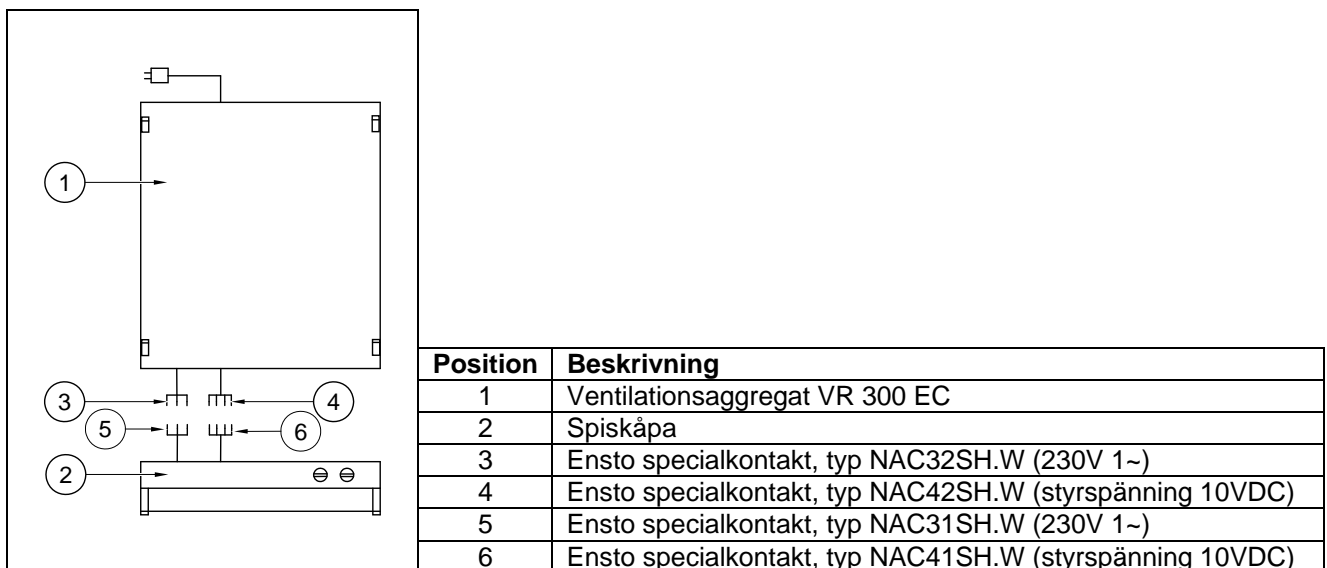 1
3
4
5
6
2
Position Beskrivning
1 Ventilationsaggregat VR 300 EC
2 Spiskåpa
3 Ensto specialkontakt, typ NAC32SH.W (230V 1~)
4 Ensto specialkontakt, typ NAC42SH.W (styrspänning 10VDC)
5 Ensto specialkontakt, typ NAC31SH.W (230V 1~)
6 Ensto specialkontakt, typ NAC41SH.W (styrspänning 10VDC)